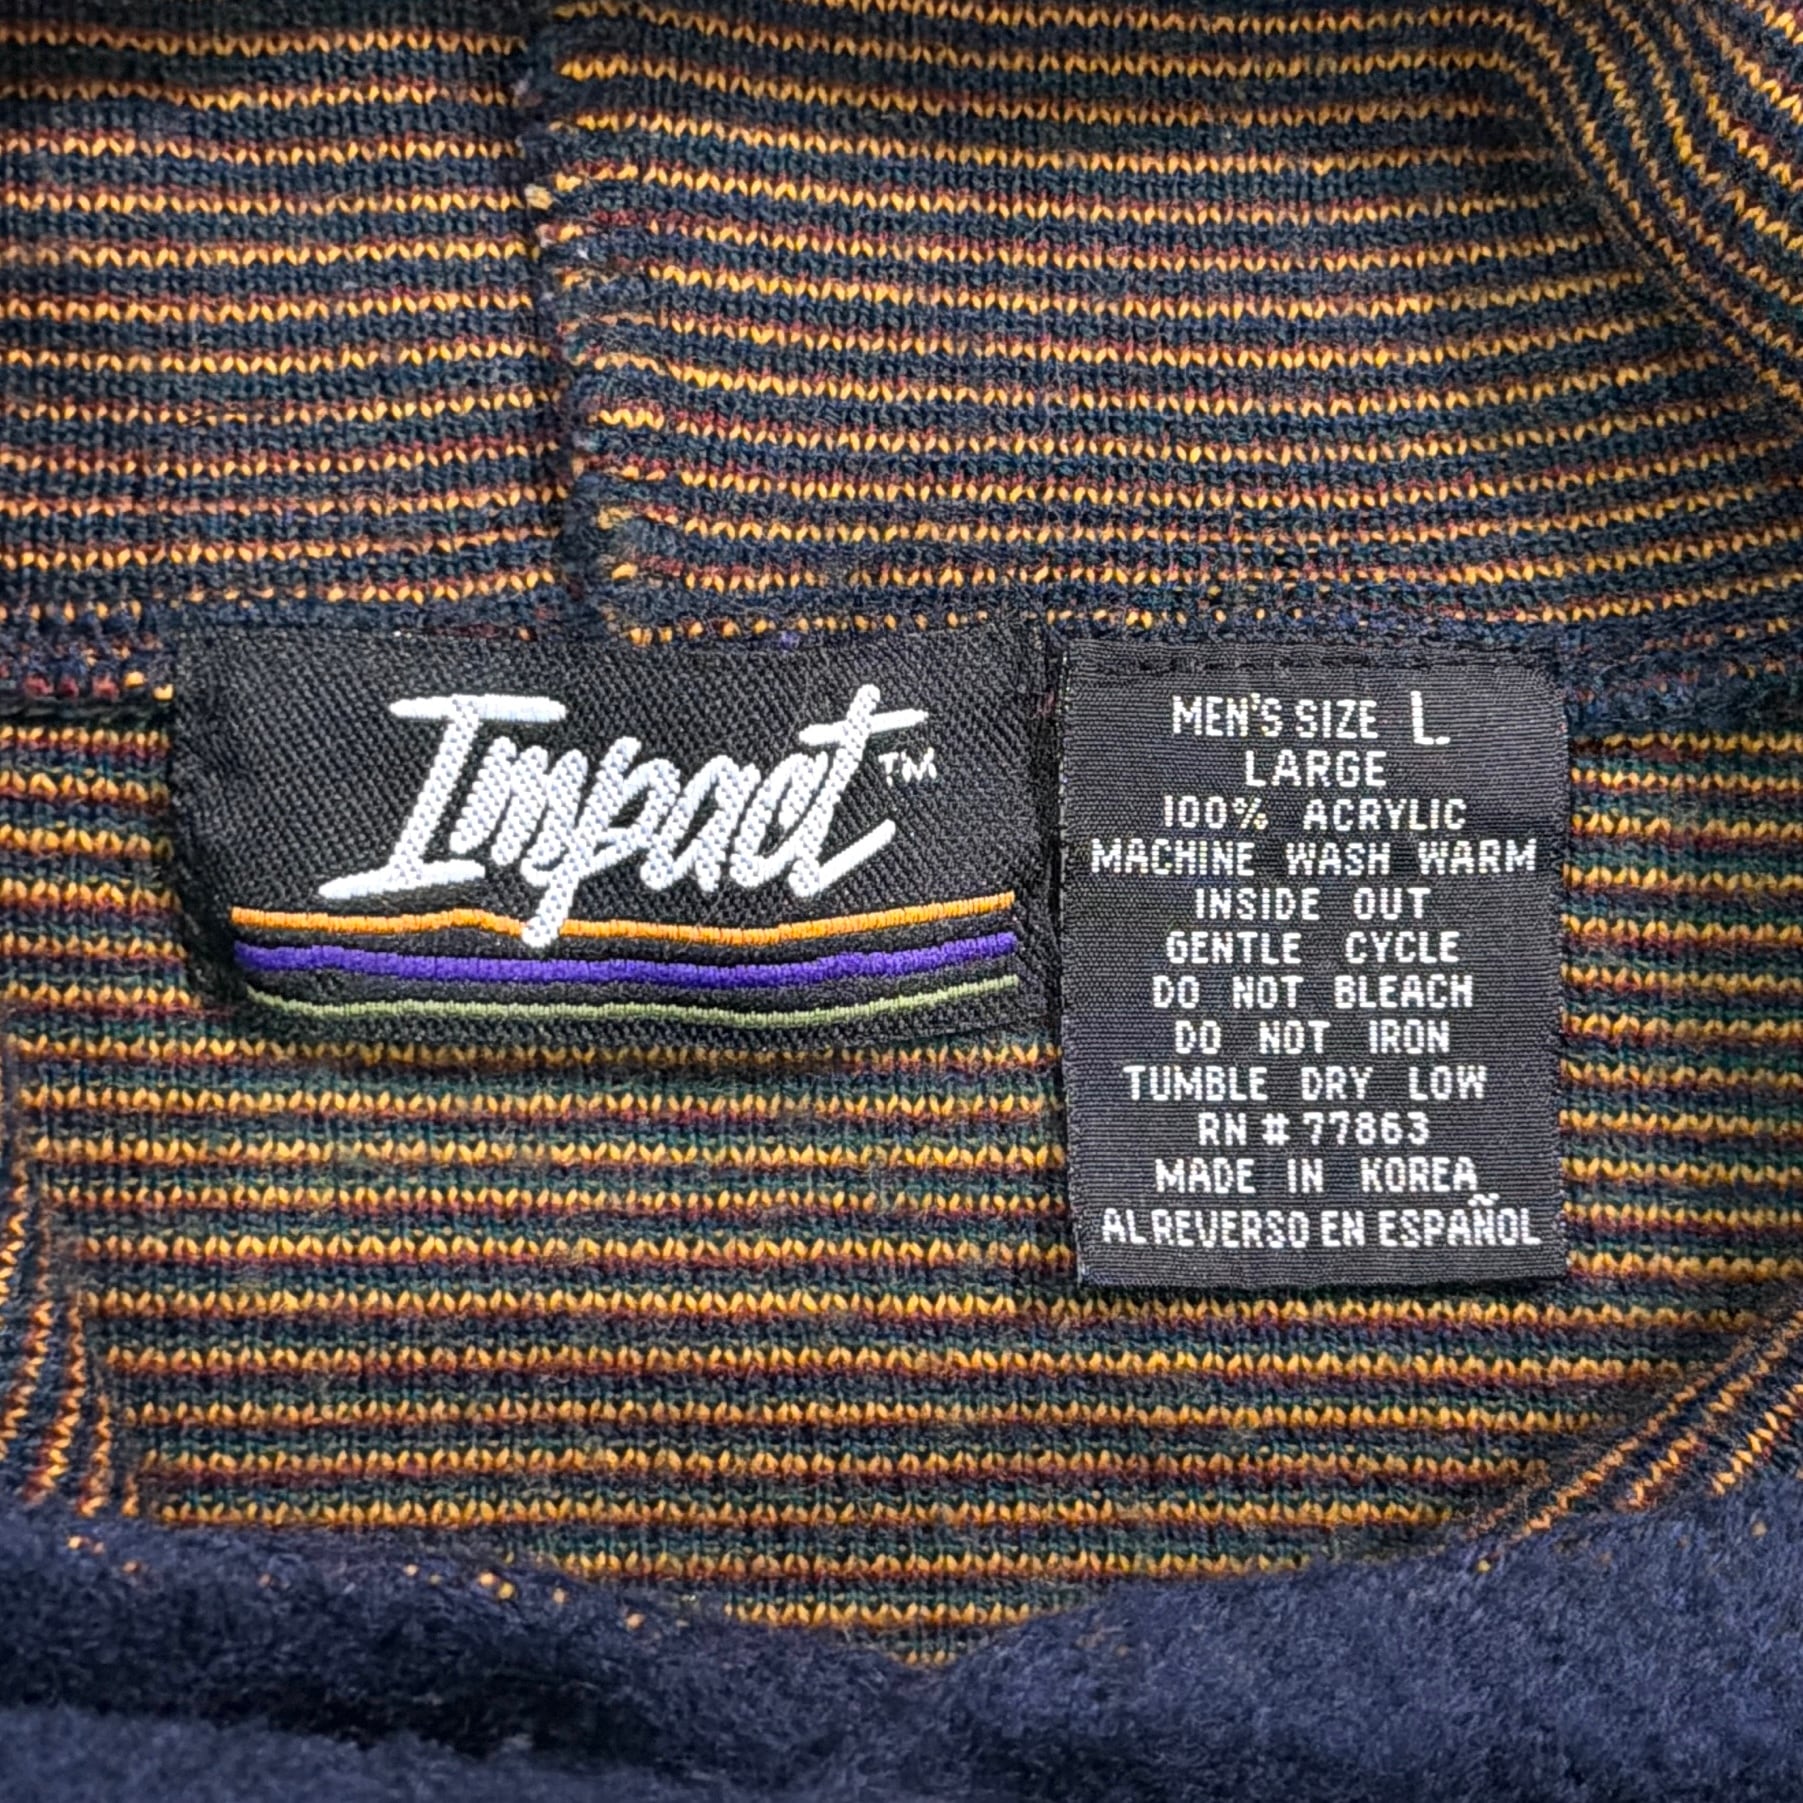 Impact™
MEN'S SIZE L
LARGE
100% ACRYLIC
MACHINE WASH WARM
INSIDE OUT
GENTLE CYCLE
DO NOT BLEACH
DO NOT IRON
TUMBLE DRY LOW
RN # 77863
MADE IN KOREA
AL REVERSO EN ESPAÑOL